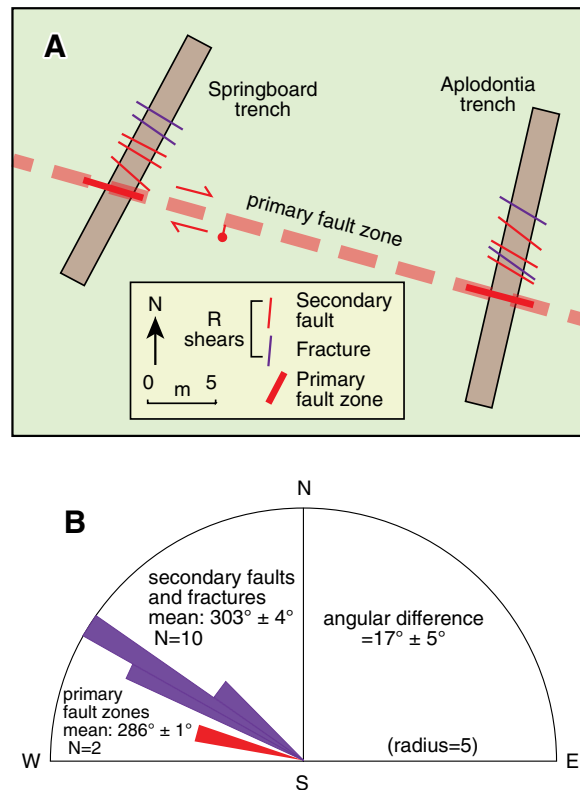 A
Springboard
trench
Aplodontia
trench
primary fault zone
N
0 5
m
R
shears
Secondary
fault
Fracture
Primary
fault zone
B
N
secondary faults
and fractures
mean: 303° ± 4°
N=10
angular difference
=17° ± 5°
primary
fault zones
mean: 286° ± 1°
N=2
(radius=5)
W
E
S